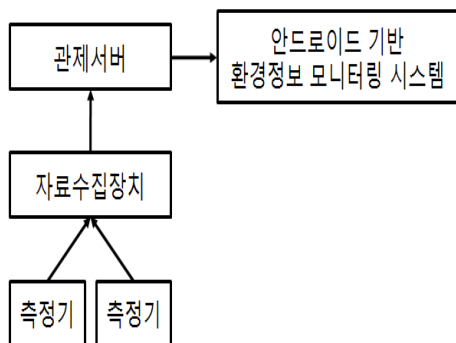 관제서버
안드로이드 기반
환경정보 모니터링 시스템
자료수집장치
측정기
측정기